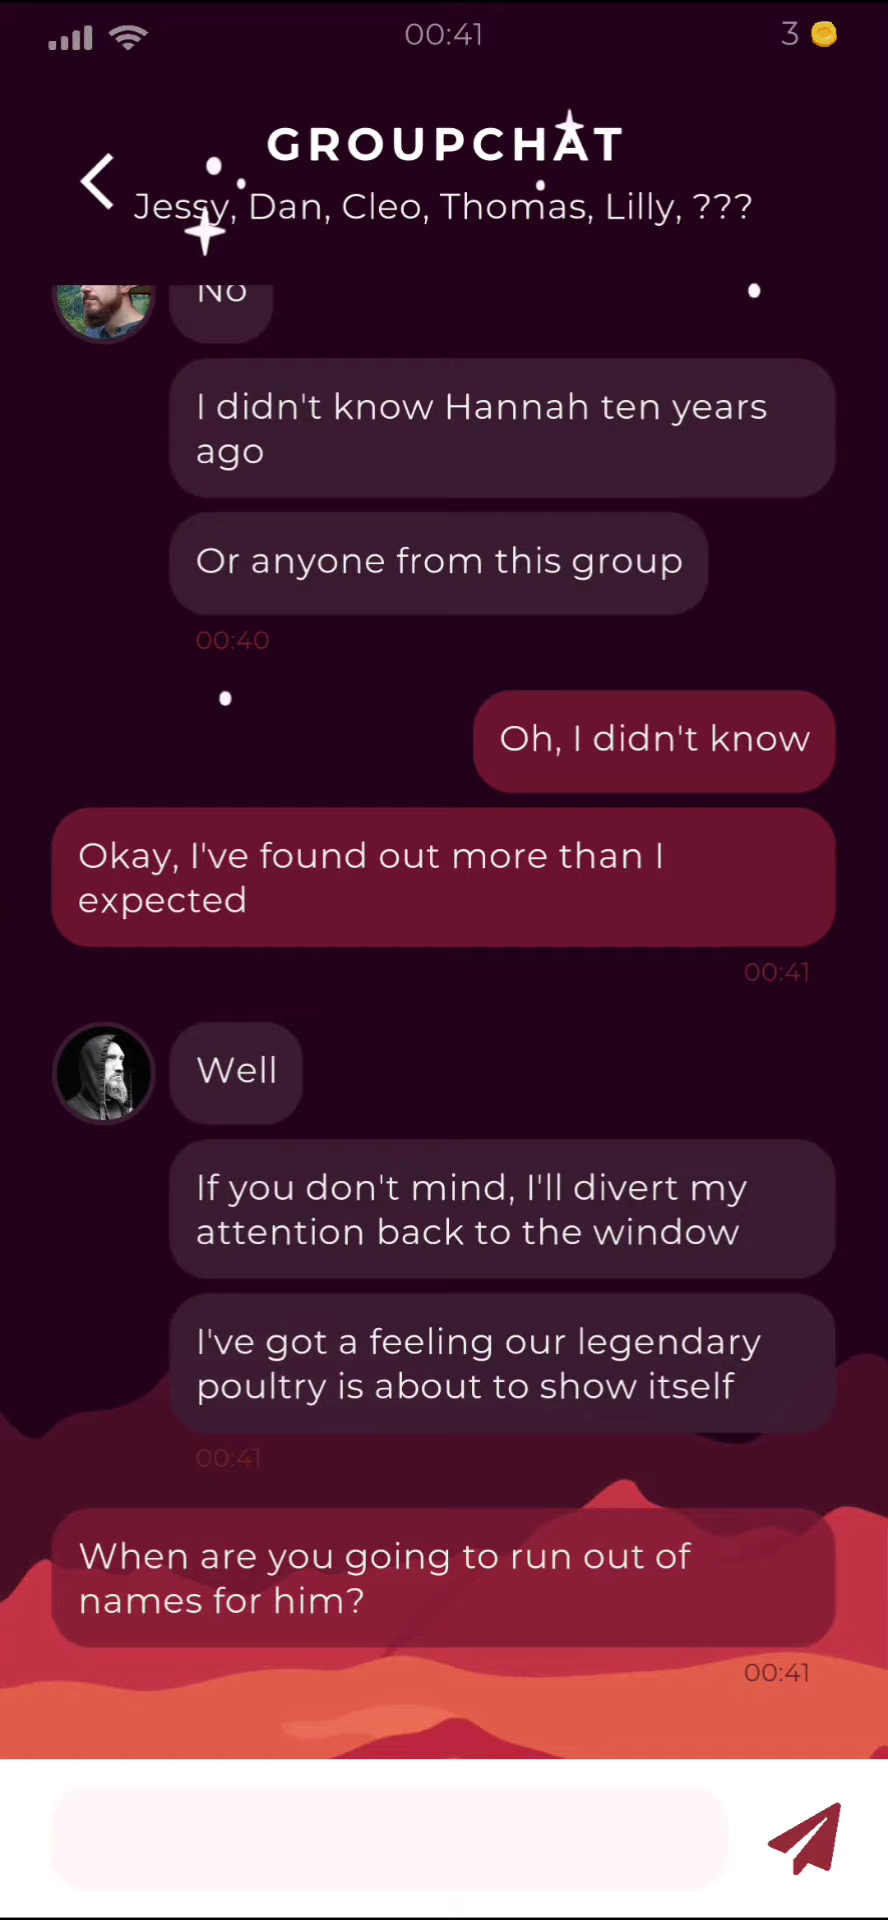 00:41
3
GROUPCHAT
Jessy, Dan, Cleo, Thomas, Lilly, ???
No
I didn't know Hannah ten years
ago
Or anyone from this group
00:40
Oh, I didn't know
Okay, I've found out more than I
expected
00:41
Well
If you don't mind, I'll divert my
attention back to the window
I've got a feeling our legendary
poultry is about to show itself
00:41
When are you going to run out of
names for him?
00:41